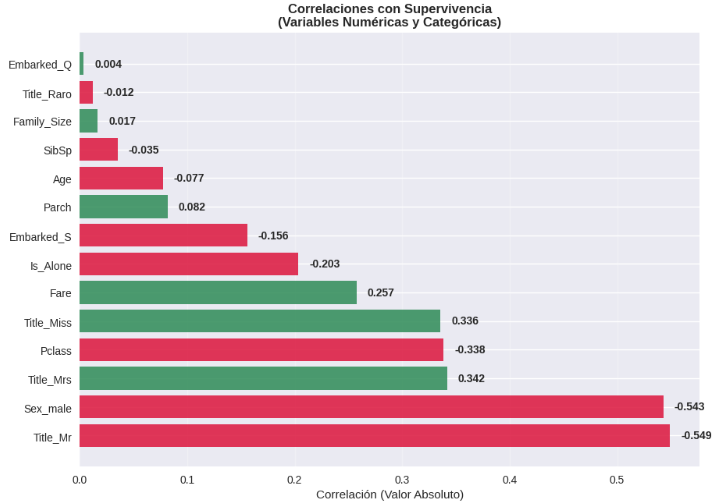 Correlaciones con Supervivencia
(Variables Numéricas y Categóricas)
Embarked_Q 0.004
Title_Raro -0.012
Family_Size 0.017
SibSp -0.035
Age -0.077
Parch 0.082
Embarked_S -0.156
Is_Alone -0.203
Fare 0.257
Title_Miss 0.336
Pclass -0.338
Title_Mrs 0.342
Sex_male -0.543
Title_Mr -0.549
0.0 0.1 0.2 0.3 0.4 0.5
Correlación (Valor Absoluto)